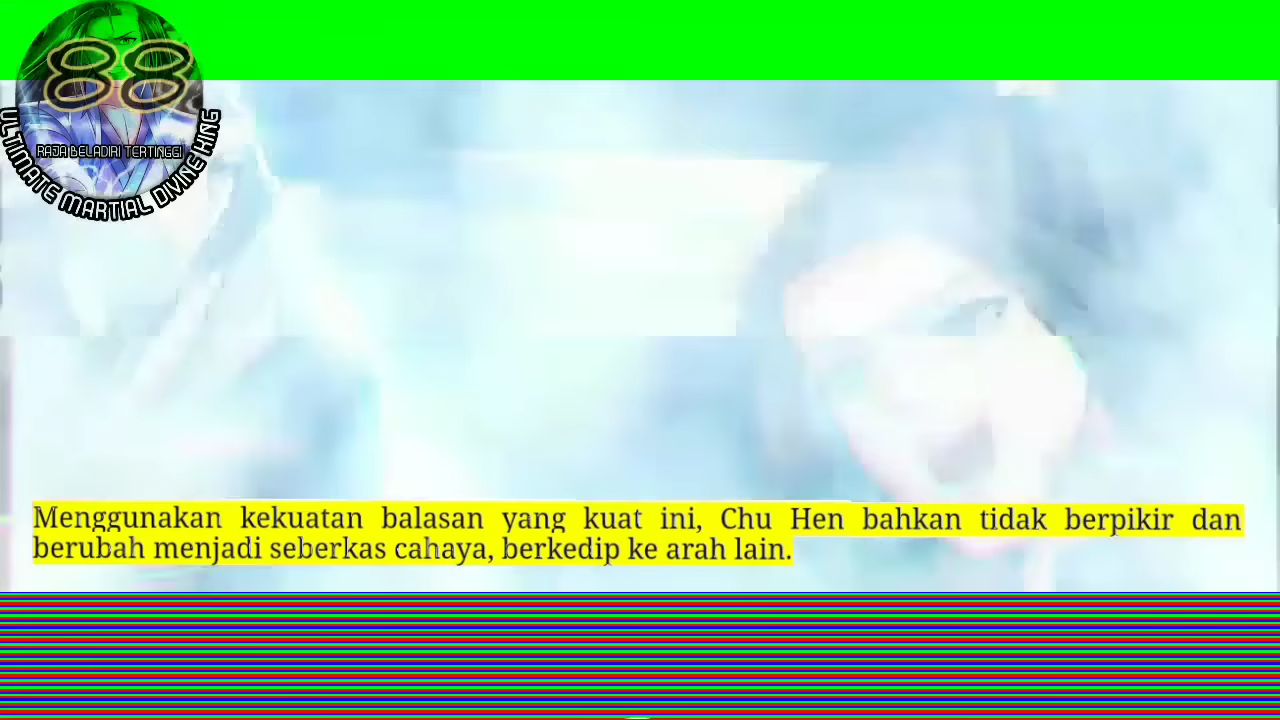 88
RAJA BELADIRI TERTINGGI
ULTIMATE MARTIAL DIVINE KING
Menggunakan kekuatan balasan yang kuat ini, Chu Hen bahkan tidak berpikir dan
berubah menjadi seberkas cahaya, berkedip ke arah lain.